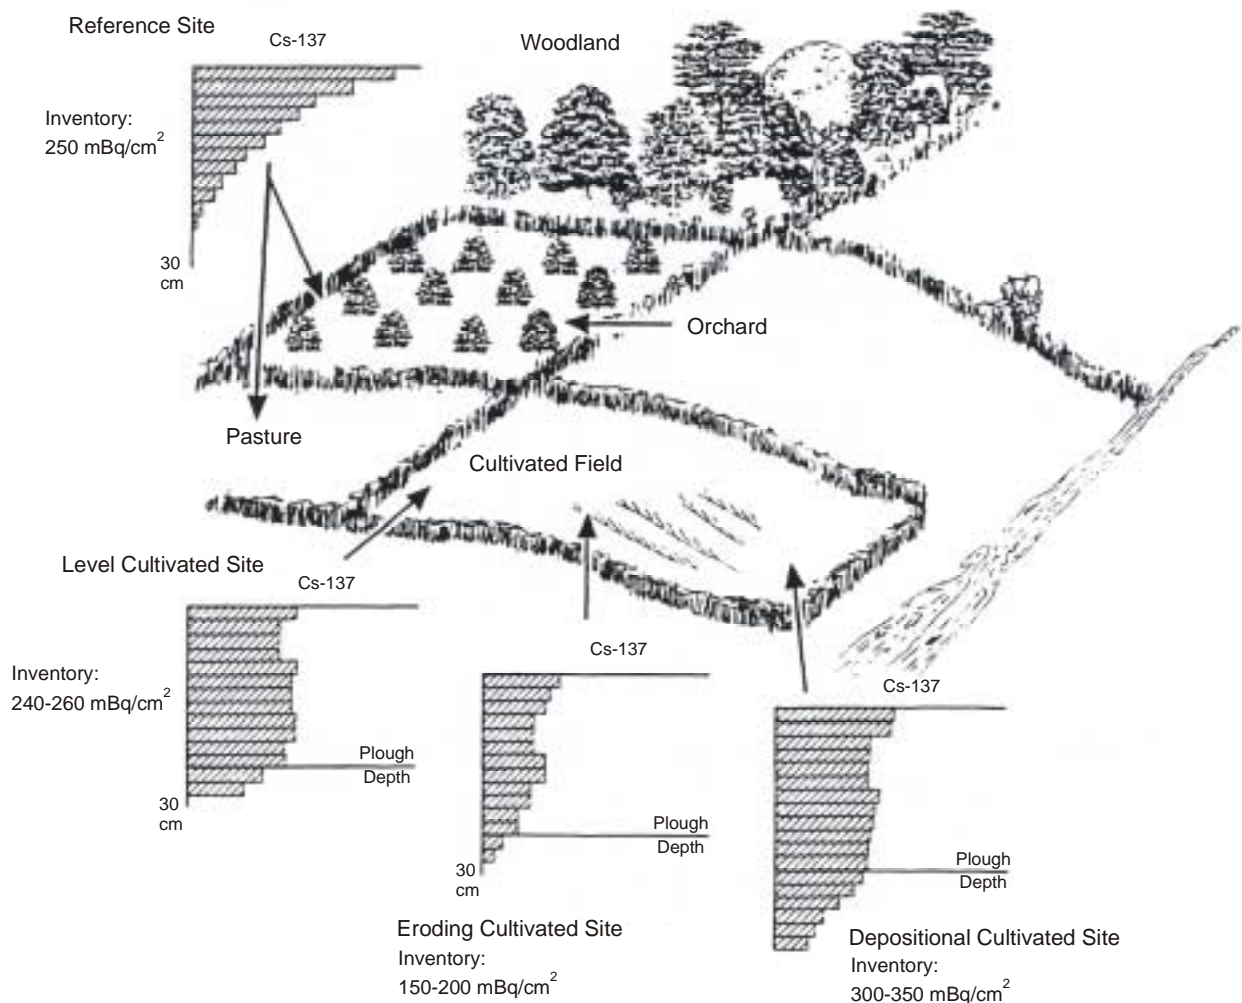 Reference Site
Cs-137
Woodland
Inventory:
250 mBq/cm²
30
cm
Orchard
Pasture
Cultivated Field
Level Cultivated Site
Cs-137
Inventory:
240-260 mBq/cm²
Plough
Depth
30
cm
Cs-137
Plough
Depth
30
cm
Eroding Cultivated Site
Inventory:
150-200 mBq/cm²
Cs-137
Plough
Depth
Depositional Cultivated Site
Inventory:
300-350 mBq/cm²